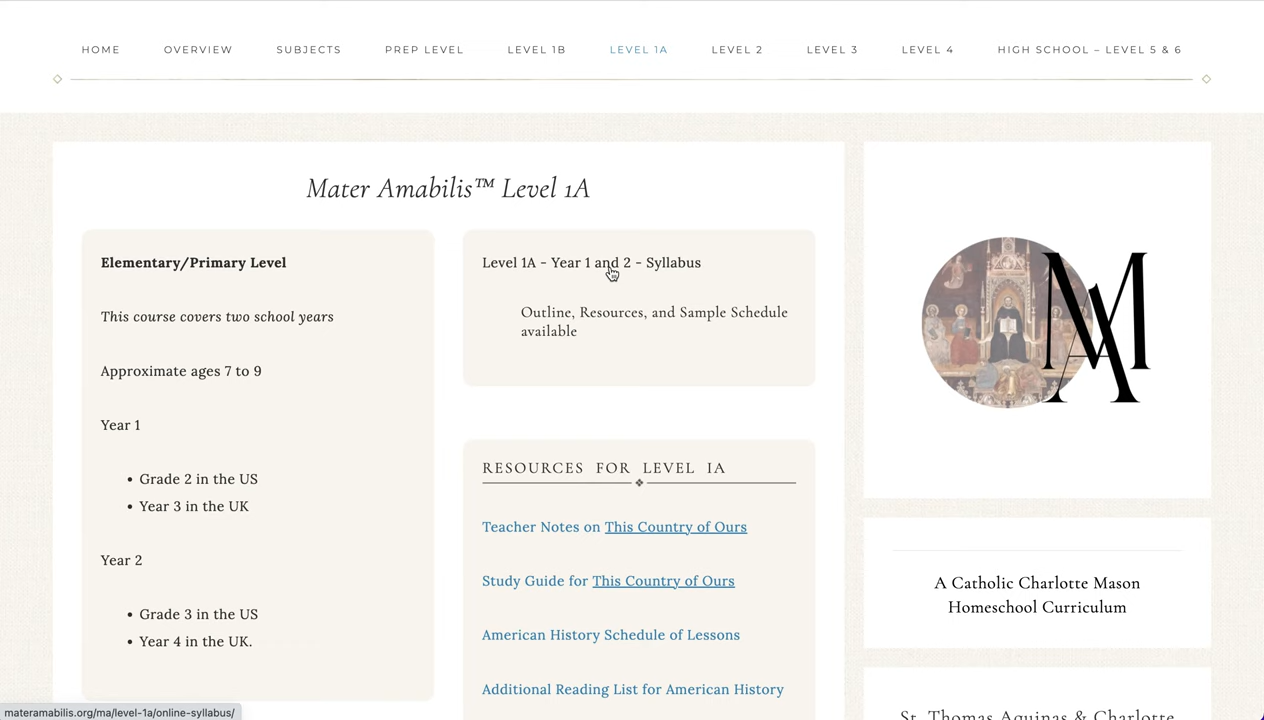 HOME OVERVIEW SUBJECTS PREP LEVEL LEVEL 1B LEVEL 1A LEVEL 2 LEVEL 3 LEVEL 4 HIGH SCHOOL – LEVEL 5 & 6
Mater Amabilis™ Level 1A
Elementary/Primary Level
This course covers two school years
Approximate ages 7 to 9
Year 1
• Grade 2 in the US
• Year 3 in the UK
Year 2
• Grade 3 in the US
• Year 4 in the UK.
Level 1A - Year 1 and 2 - Syllabus
Outline, Resources, and Sample Schedule
available
RESOURCES FOR LEVEL 1A
Teacher Notes on This Country of Ours
Study Guide for This Country of Ours
American History Schedule of Lessons
Additional Reading List for American History
MA
A Catholic Charlotte Mason
Homeschool Curriculum
St. Thomas Aquinas & Charlotte
materamabilis.org/ma/level-1a/online-syllabus/